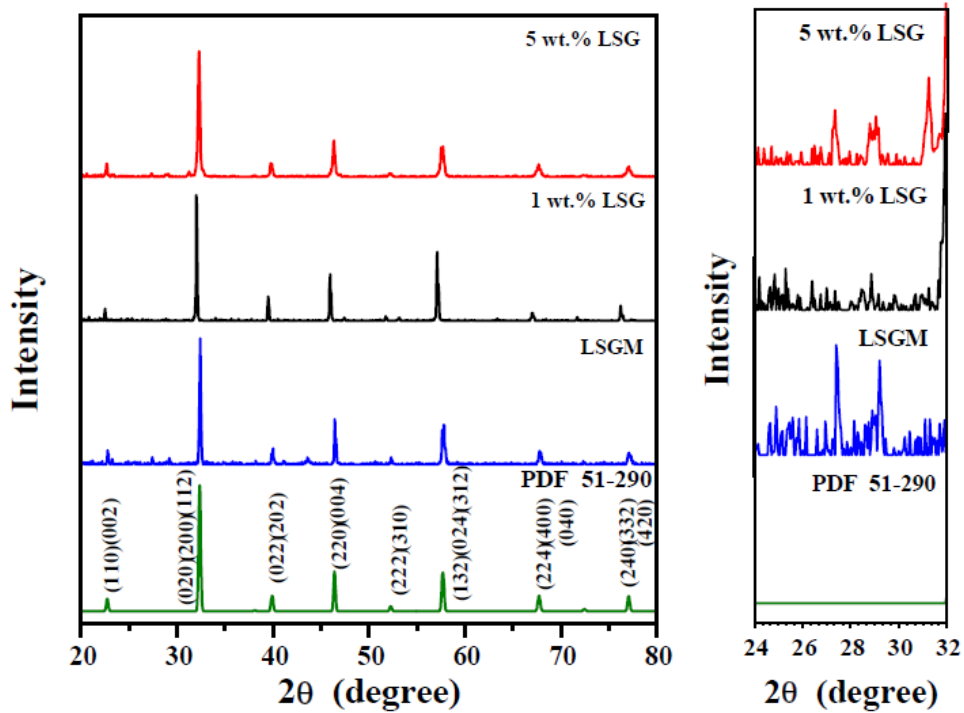 5 wt.% LSG
1 wt.% LSG
LSGM
PDF 51-290
(110)(002)
(020)(200)(112)
(022)(202)
(220)(004)
(222)(310)
(132)(024)(312)
(224)(400)
(040)
(240)(332)
(420)
Intensity
20 30 40 50 60 70 80
2θ (degree)
5 wt.% LSG
1 wt.% LSG
LSGM
PDF 51-290
Intensity
24 26 28 30 32
2θ (degree)